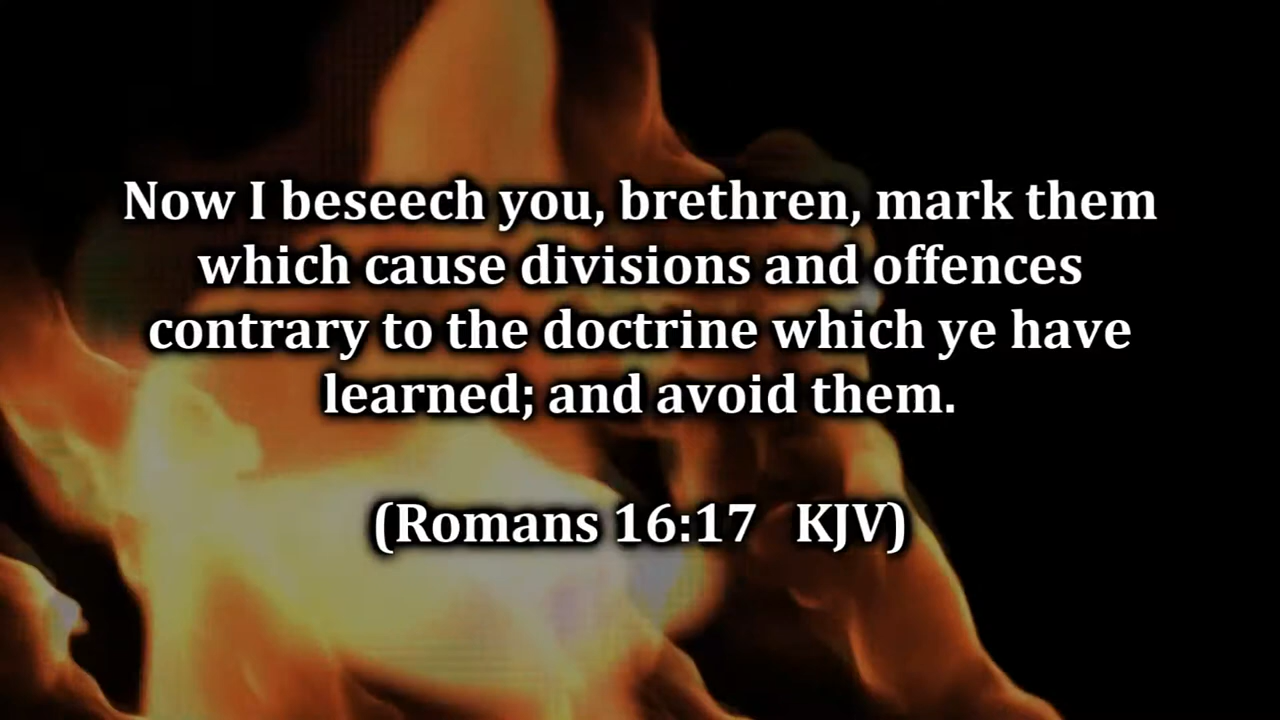 Now I beseech you, brethren, mark them
which cause divisions and offences
contrary to the doctrine which ye have
learned; and avoid them.
(Romans 16:17   KJV)